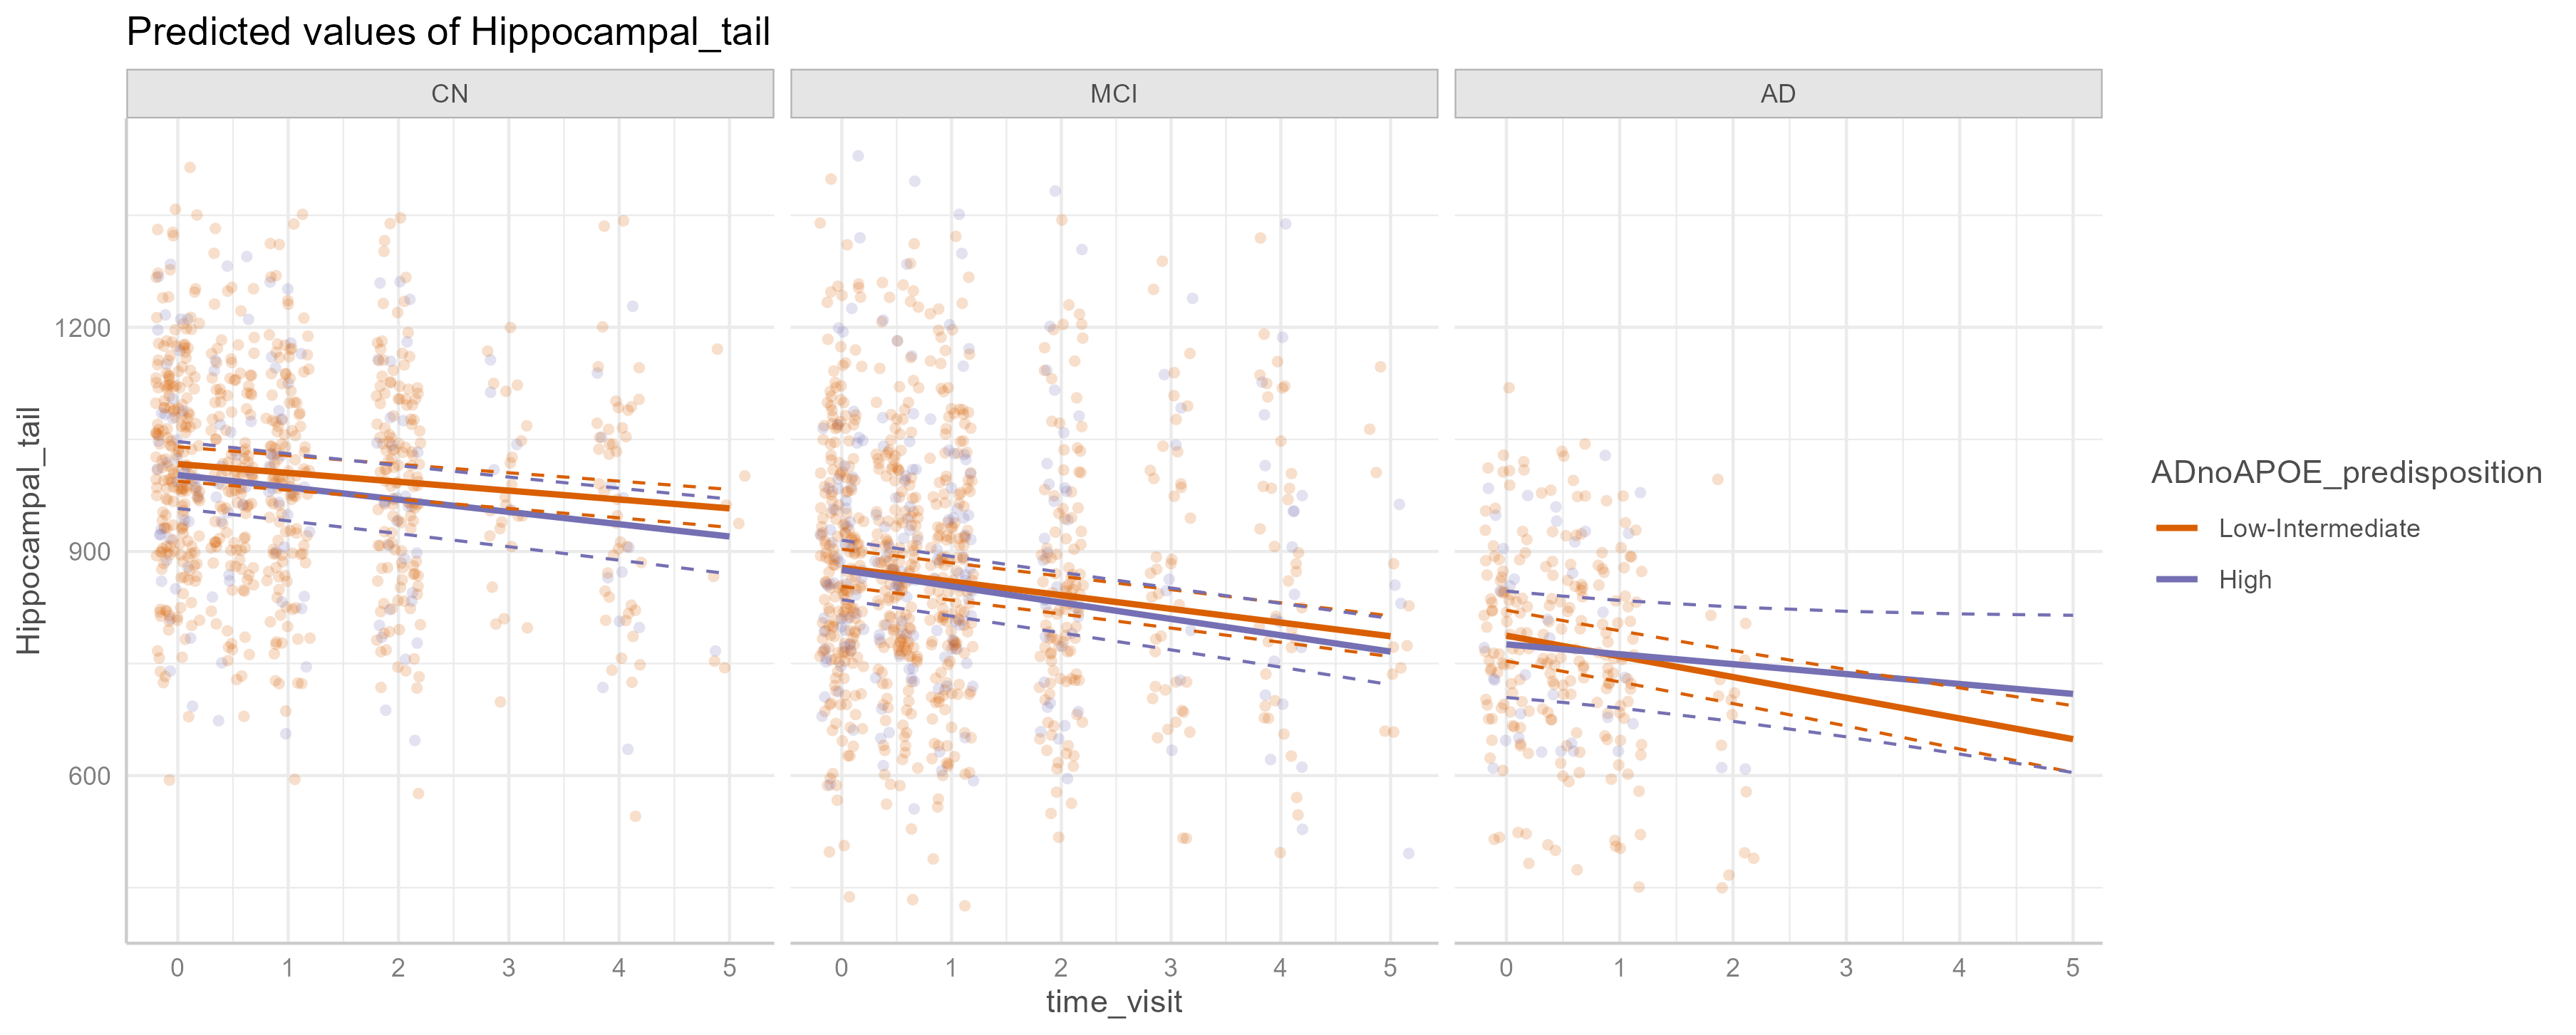 Predicted values of Hippocampal_tail
CN
MCI
AD
Hippocampal_tail
1200
900
600
0 1 2 3 4 5
0 1 2 3 4 5
0 1 2 3 4 5
time_visit
ADnoAPOE_predisposition
Low-Intermediate
High